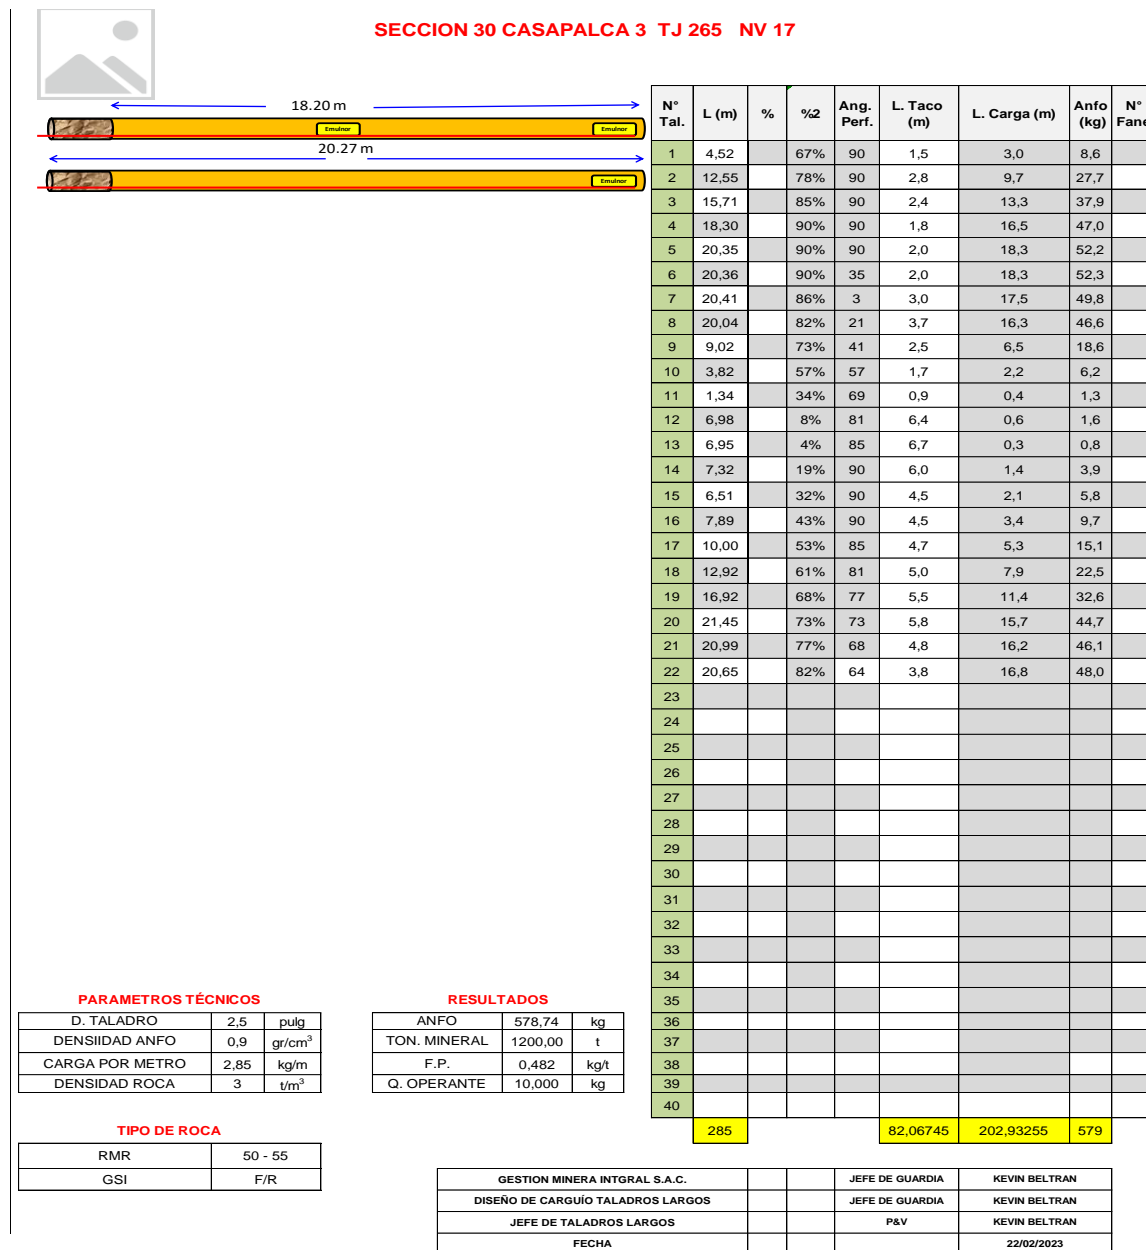 SECCION 30 CASAPALCA 3 TJ 265 NV 17
18.20 m
Emulnor Emulnor
20.27 m
Emulnor
N° Tal. L (m) % %2 Ang. Perf. L. Taco (m) L. Carga (m) Anfo (kg) N° Fane
1 4,52 67% 90 1,5 3,0 8,6
2 12,55 78% 90 2,8 9,7 27,7
3 15,71 85% 90 2,4 13,3 37,9
4 18,30 90% 90 1,8 16,5 47,0
5 20,35 90% 90 2,0 18,3 52,2
6 20,36 90% 35 2,0 18,3 52,3
7 20,41 86% 3 3,0 17,5 49,8
8 20,04 82% 21 3,7 16,3 46,6
9 9,02 73% 41 2,5 6,5 18,6
10 3,82 57% 57 1,7 2,2 6,2
11 1,34 34% 69 0,9 0,4 1,3
12 6,98 8% 81 6,4 0,6 1,6
13 6,95 4% 85 6,7 0,3 0,8
14 7,32 19% 90 6,0 1,4 3,9
15 6,51 32% 90 4,5 2,1 5,8
16 7,89 43% 90 4,5 3,4 9,7
17 10,00 53% 85 4,7 5,3 15,1
18 12,92 61% 81 5,0 7,9 22,5
19 16,92 68% 77 5,5 11,4 32,6
20 21,45 73% 73 5,8 15,7 44,7
21 20,99 77% 68 4,8 16,2 46,1
22 20,65 82% 64 3,8 16,8 48,0
23
24
25
26
27
28
29
30
31
32
33
34
35
36
37
38
39
40
285 82,06745 202,93255 579
PARAMETROS TÉCNICOS
D. TALADRO 2,5 pulg
DENSIIDAD ANFO 0,9 gr/cm³
CARGA POR METRO 2,85 kg/m
DENSIDAD ROCA 3 t/m³
RESULTADOS
ANFO 578,74 kg
TON. MINERAL 1200,00 t
F.P. 0,482 kg/t
Q. OPERANTE 10,000 kg
TIPO DE ROCA
RMR 50 - 55
GSI F/R
GESTION MINERA INTGRAL S.A.C. JEFE DE GUARDIA KEVIN BELTRAN
DISEÑO DE CARGUÍO TALADROS LARGOS JEFE DE GUARDIA KEVIN BELTRAN
JEFE DE TALADROS LARGOS P&V KEVIN BELTRAN
FECHA 22/02/2023